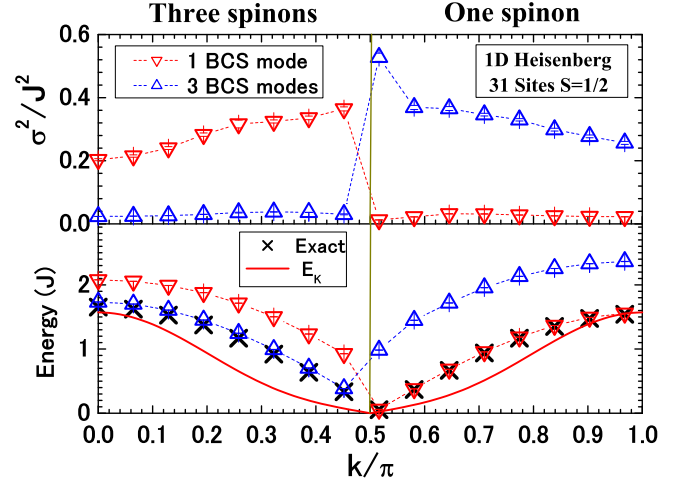 Three spinons One spinon
0.6
1 BCS mode
3 BCS modes
1D Heisenberg
31 Sites S=1/2
0.4
σ²/J²
0.2
0.0
Exact
E_K
2
Energy (J)
1
0
0.0 0.1 0.2 0.3 0.4 0.5 0.6 0.7 0.8 0.9 1.0
k/π